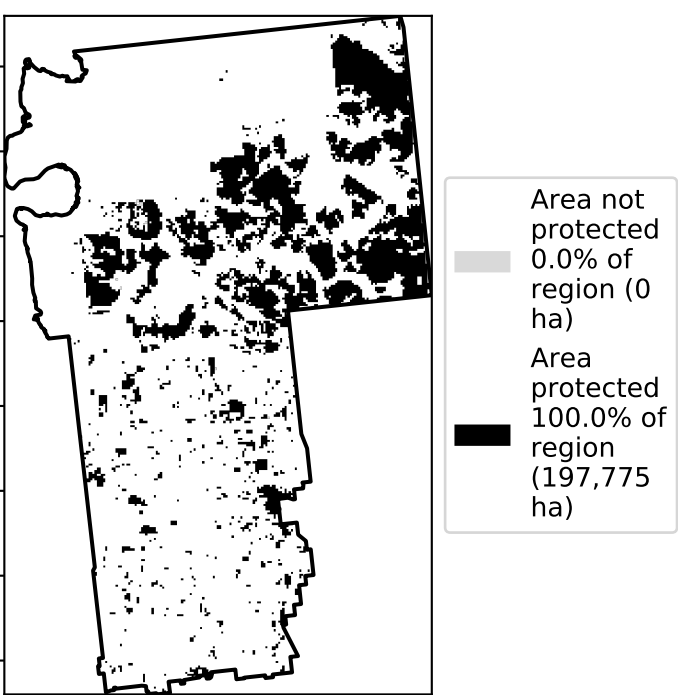 Area not
protected
0.0% of
region (0
ha)
Area
protected
100.0% of
region
(197,775
ha)